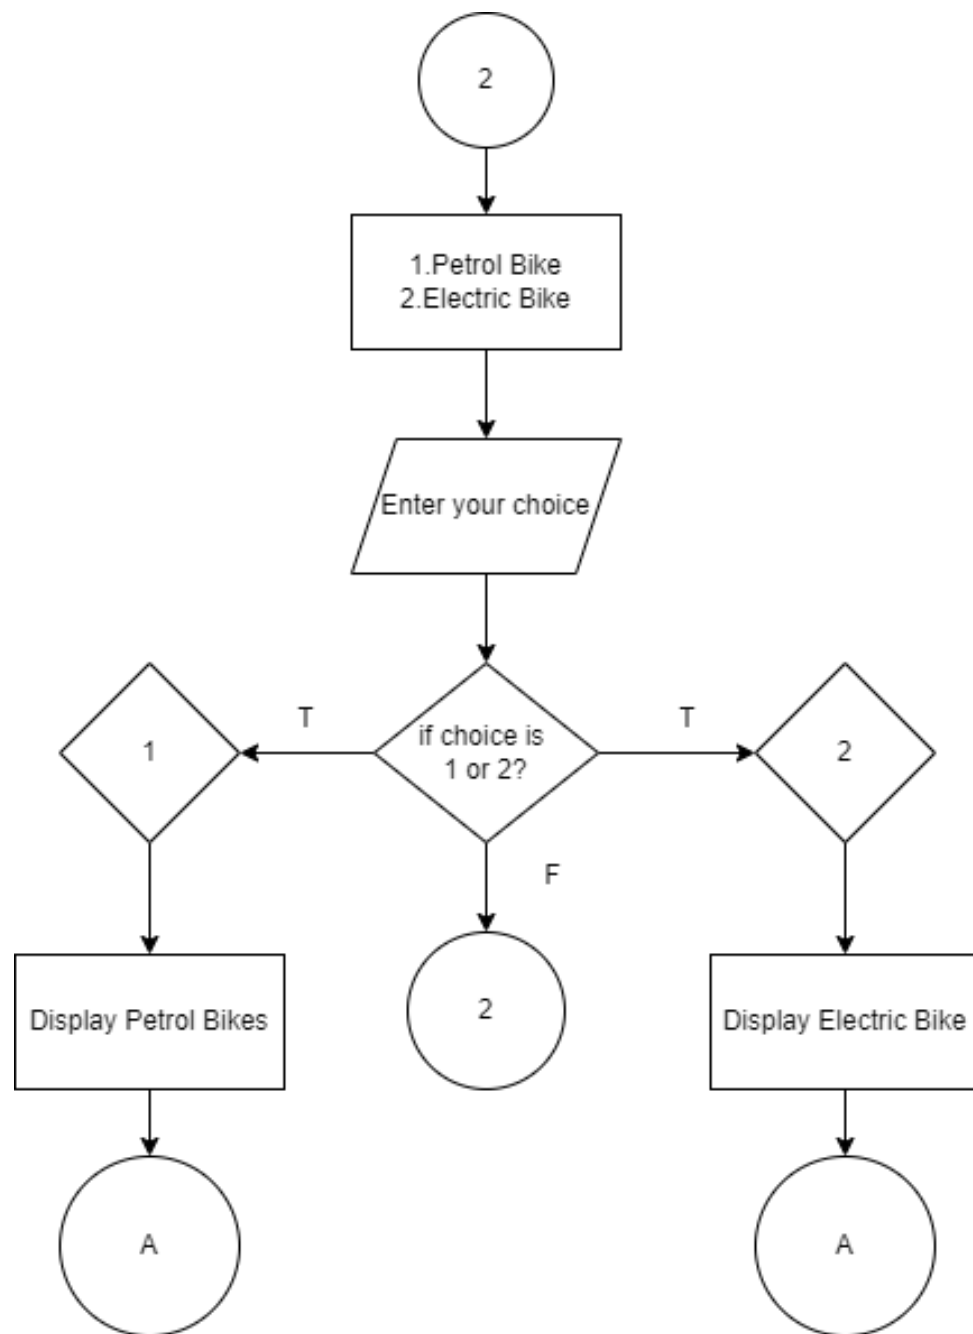 2
1.Petrol Bike
2.Electric Bike
Enter your choice
1
T
if choice is
1 or 2?
T
2
F
Display Petrol Bikes
2
Display Electric Bike
A
A